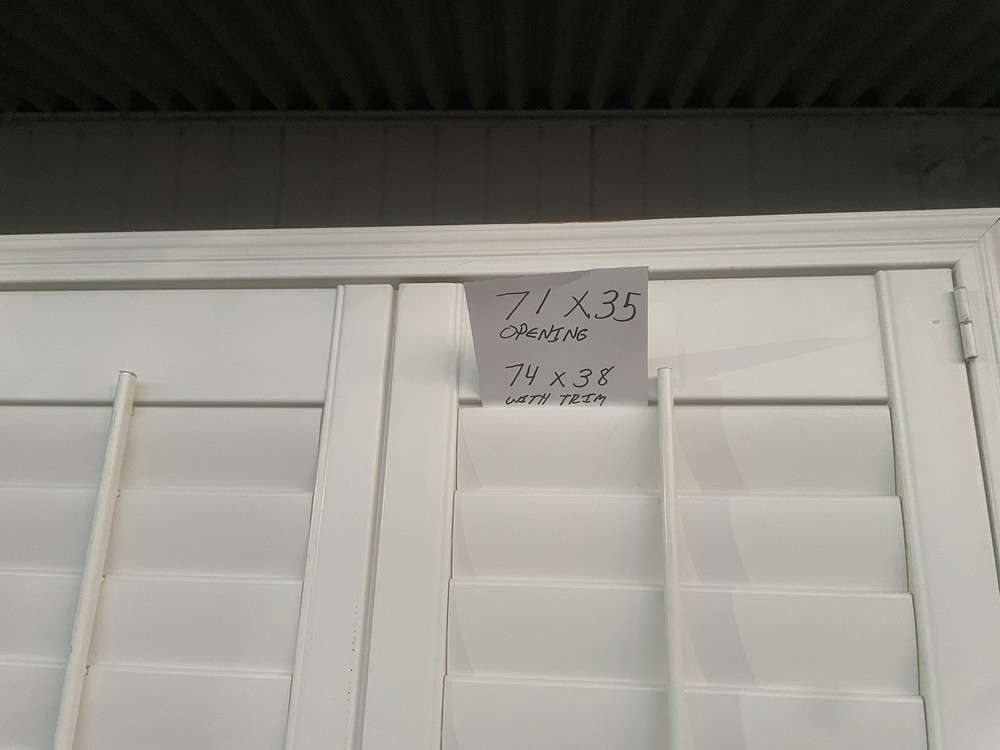 71 X 35
OPENING
74 X 38
WITH TRIM